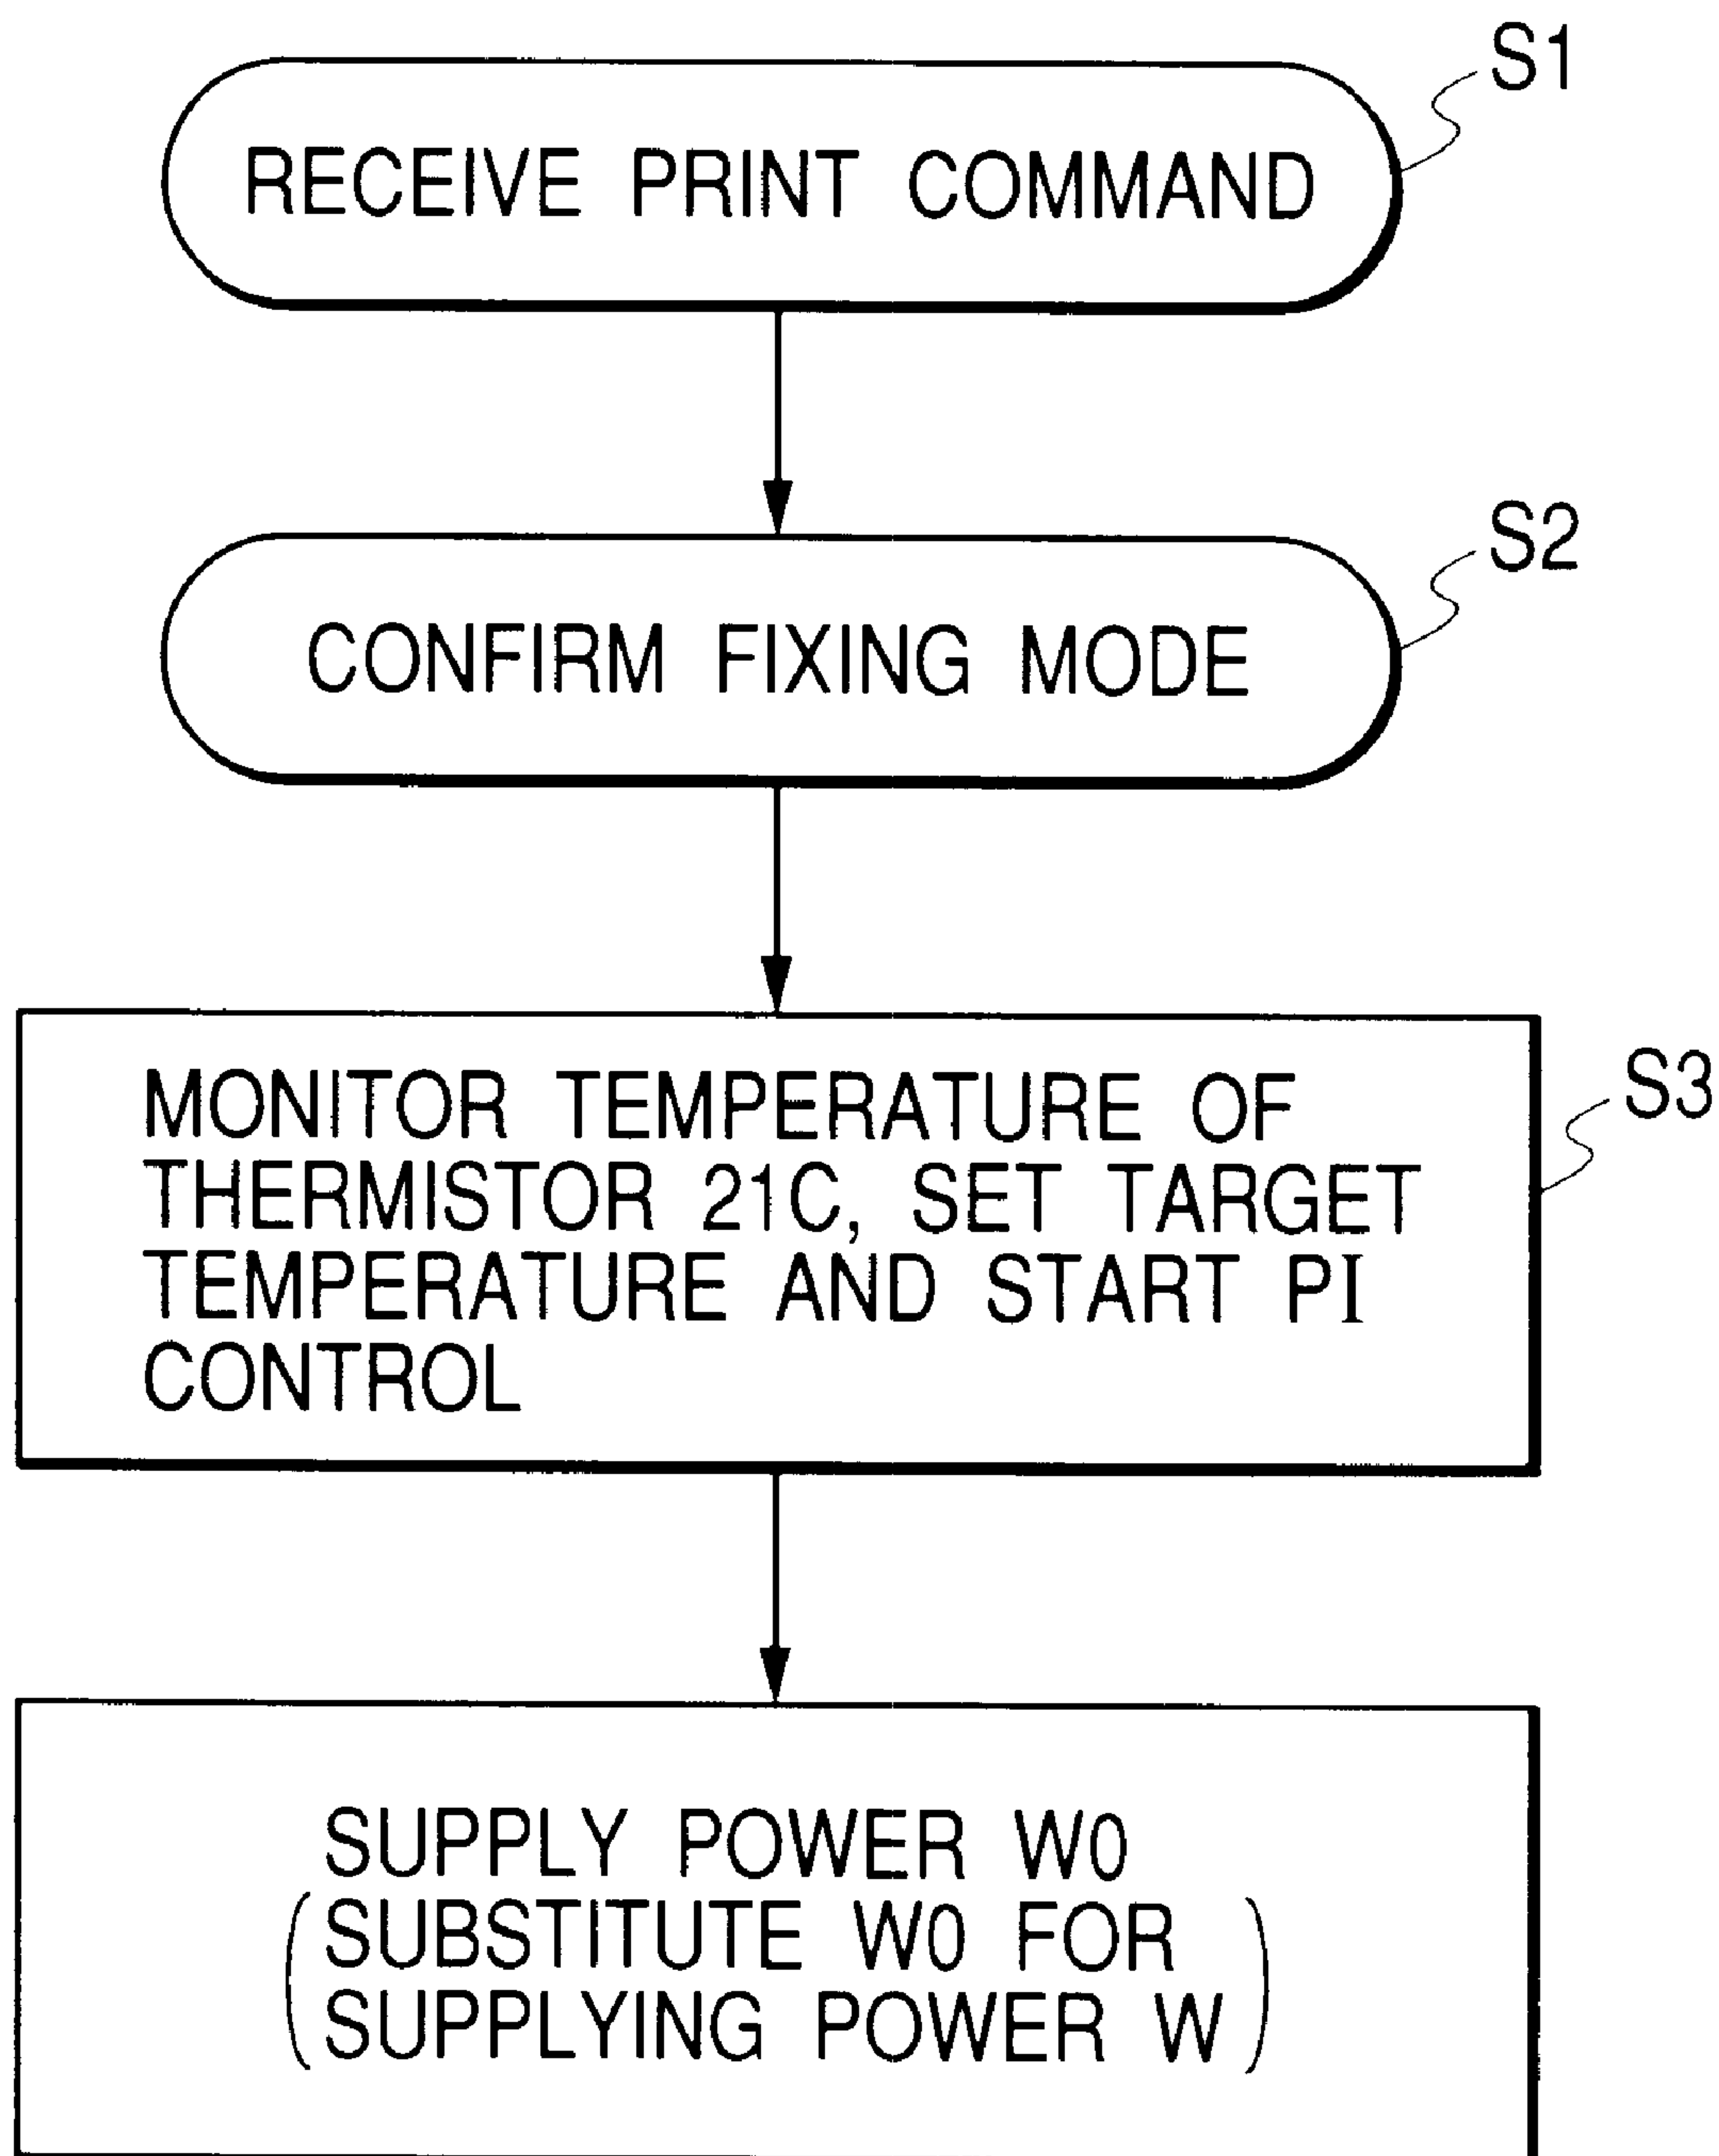 S1
RECEIVE PRINT COMMAND
S2
CONFIRM FIXING MODE
S3
MONITOR TEMPERATURE OF
THERMISTOR 21C, SET TARGET
TEMPERATURE AND START PI
CONTROL
SUPPLY POWER W0
(SUBSTITUTE W0 FOR
SUPPLYING POWER W)